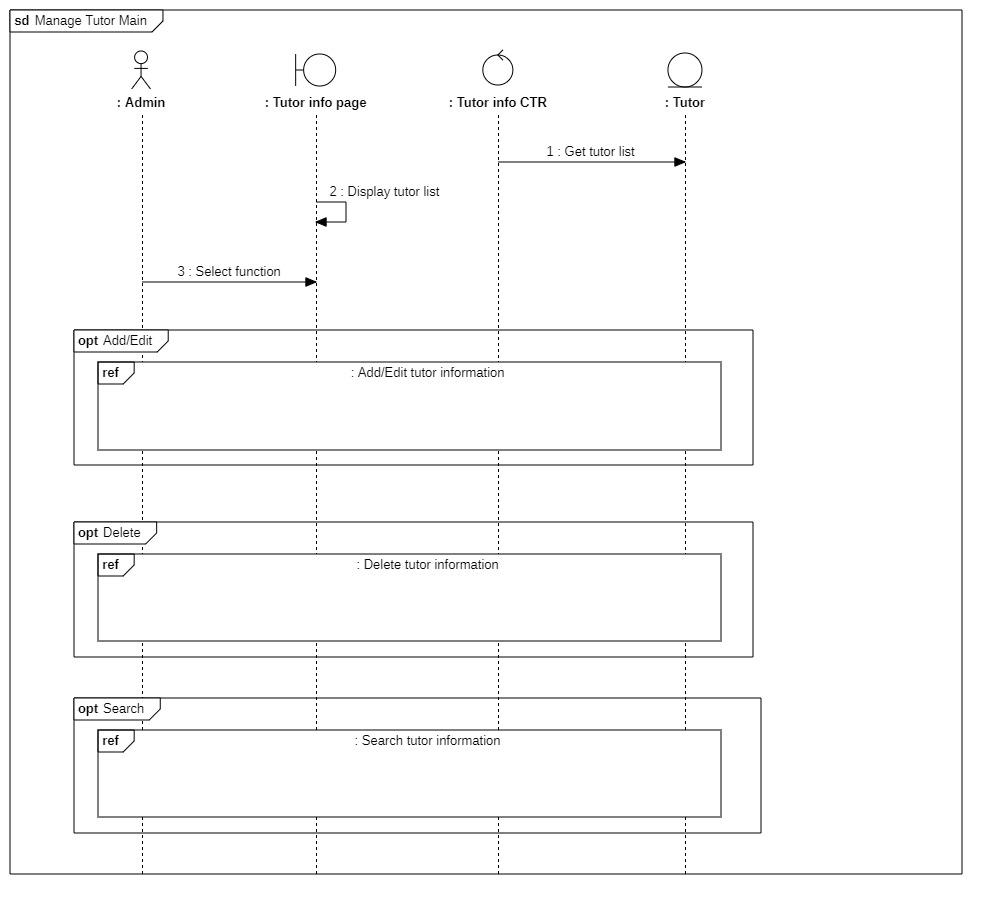 sd Manage Tutor Main
: Admin
: Tutor info page
: Tutor info CTR
: Tutor
1 : Get tutor list
2 : Display tutor list
3 : Select function
opt Add/Edit
ref
: Add/Edit tutor information
opt Delete
ref
: Delete tutor information
opt Search
ref
: Search tutor information